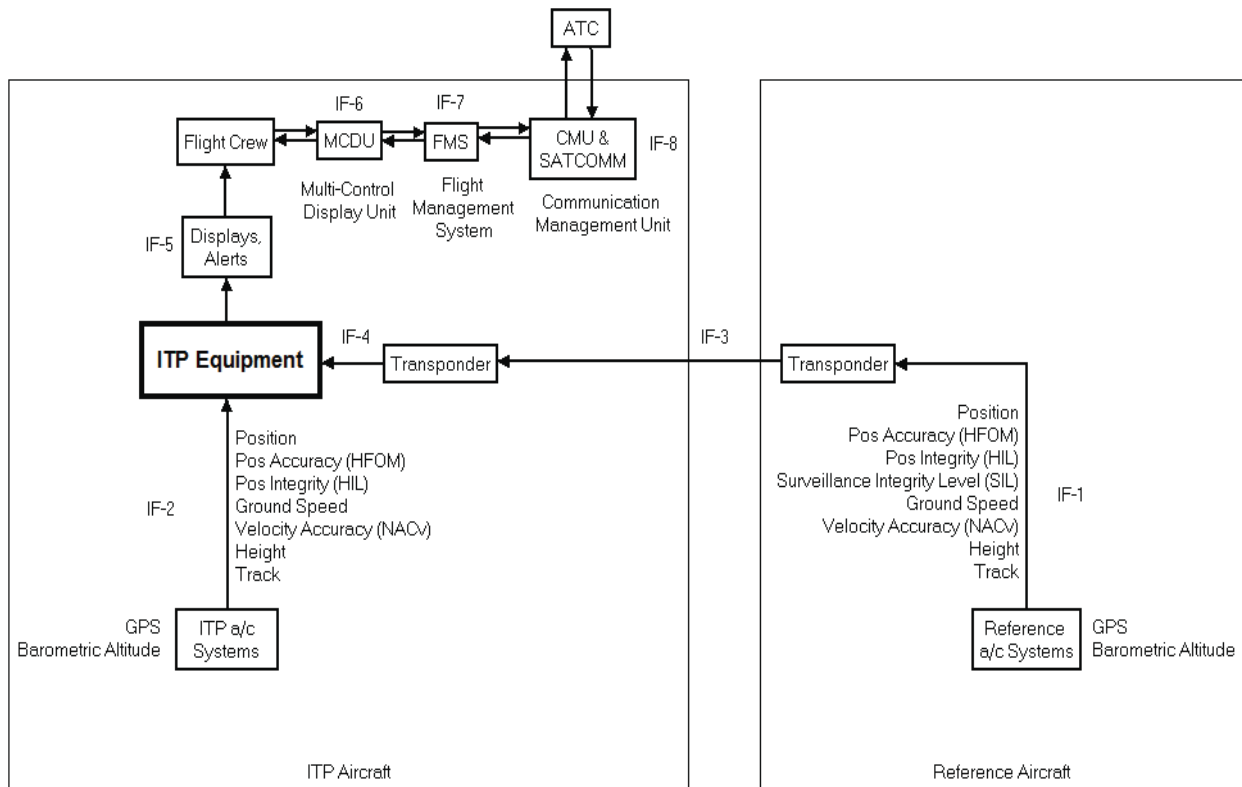 ATC
IF-6
IF-7
Flight Crew
MCDU
FMS
CMU &
SATCOMM
IF-8
Multi-Control
Display Unit
Flight
Management
System
Communication
Management Unit
IF-5
Displays,
Alerts
ITP Equipment
IF-4
Transponder
IF-3
Transponder
IF-2
Position
Pos Accuracy (HFOM)
Pos Integrity (HIL)
Ground Speed
Velocity Accuracy (NACv)
Height
Track
Position
Pos Accuracy (HFOM)
Pos Integrity (HIL)
Surveillance Integrity Level (SIL)
Ground Speed
Velocity Accuracy (NACv)
Height
Track
IF-1
GPS
Barometric Altitude
ITP a/c
Systems
Reference
a/c Systems
GPS
Barometric Altitude
ITP Aircraft
Reference Aircraft